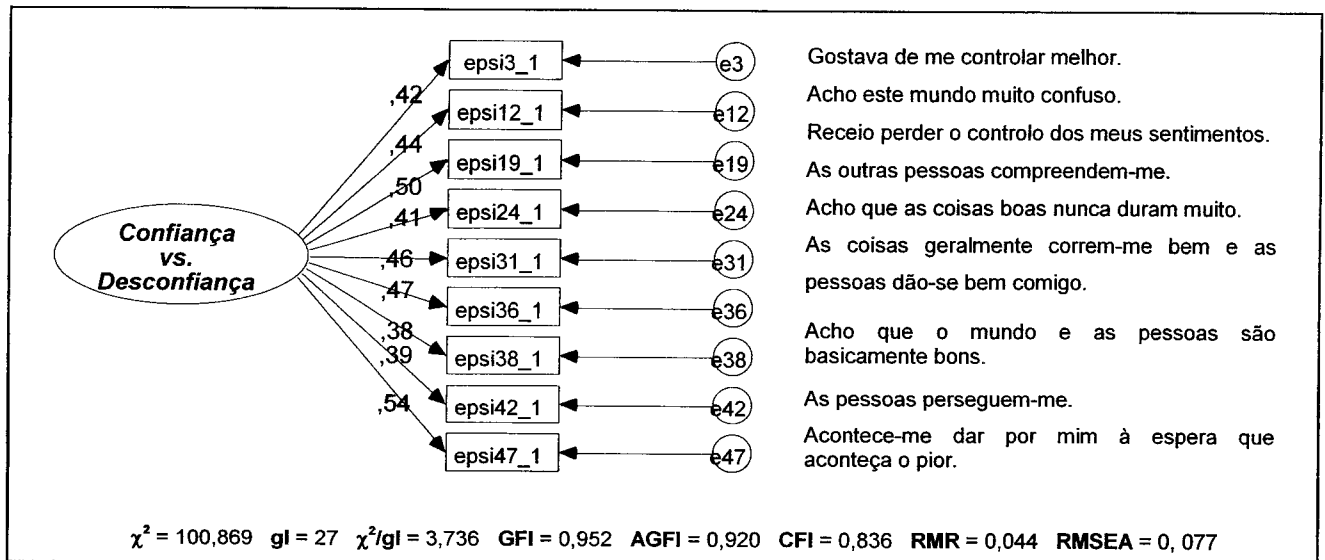 epsi3_1 e3 Gostava de me controlar melhor.
,42
epsi12_1 e12 Acho este mundo muito confuso.
,44
Receio perder o controlo dos meus sentimentos.
epsi19_1 e19
,50
As outras pessoas compreendem-me.
epsi24_1 e24 Acho que as coisas boas nunca duram muito.
,41
Confiança
vs.
Desconfiança
,46 epsi31_1 e31 As coisas geralmente correm-me bem e as
pessoas dão-se bem comigo.
,47 epsi36_1 e36
,38 Acho que o mundo e as pessoas são
basicamente bons.
,39 epsi38_1 e38
,54 epsi42_1 e42 As pessoas perseguem-me.
epsi47_1 e47 Acontece-me dar por mim à espera que
aconteça o pior.
χ² = 100,869 gl = 27 χ²/gl = 3,736 GFI = 0,952 AGFI = 0,920 CFI = 0,836 RMR = 0,044 RMSEA = 0, 077